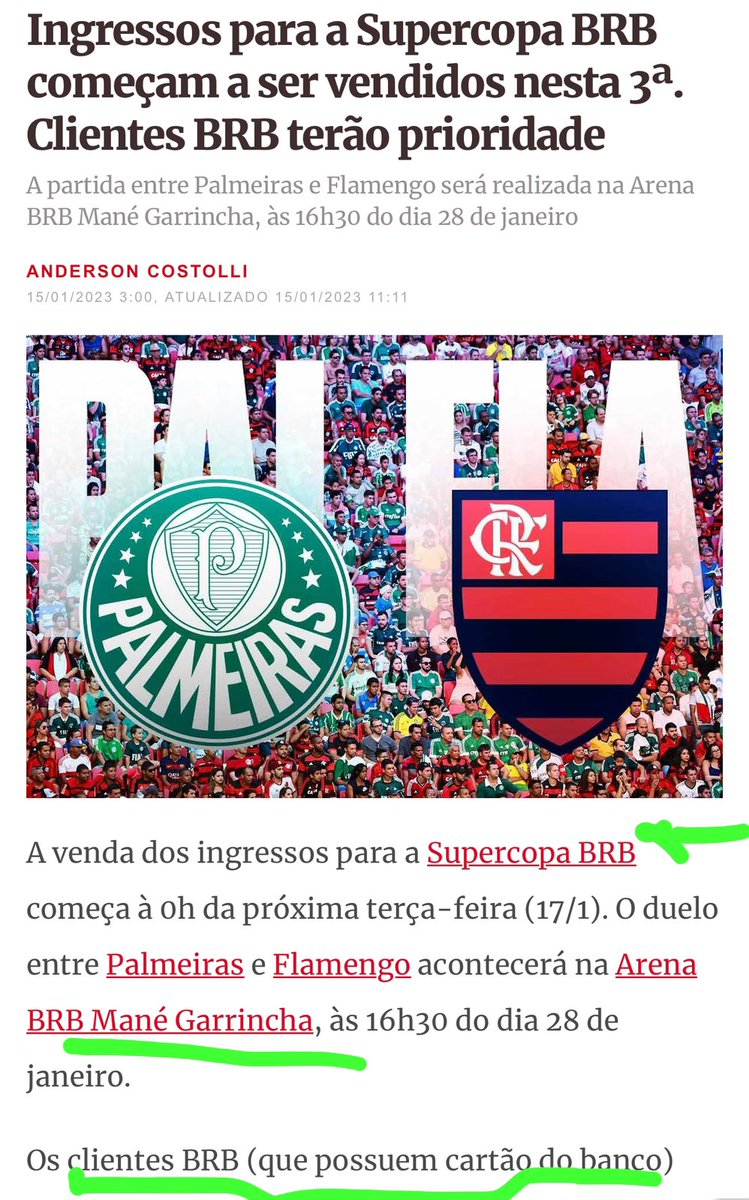 Ingressos para a Supercopa BRB
começam a ser vendidos nesta 3ª.
Clientes BRB terão prioridade
A partida entre Palmeiras e Flamengo será realizada na Arena
BRB Mané Garrincha, às 16h30 do dia 28 de janeiro
ANDERSON COSTOLLI
15/01/2023 3:00, ATUALIZADO 15/01/2023 11:11
PAL FLA
P
PALMEIRAS
CRF
A venda dos ingressos para a Supercopa BRB
começa à 0h da próxima terça-feira (17/1). O duelo
entre Palmeiras e Flamengo acontecerá na Arena
BRB Mané Garrincha, às 16h30 do dia 28 de
janeiro.
Os clientes BRB (que possuem cartão do banco)